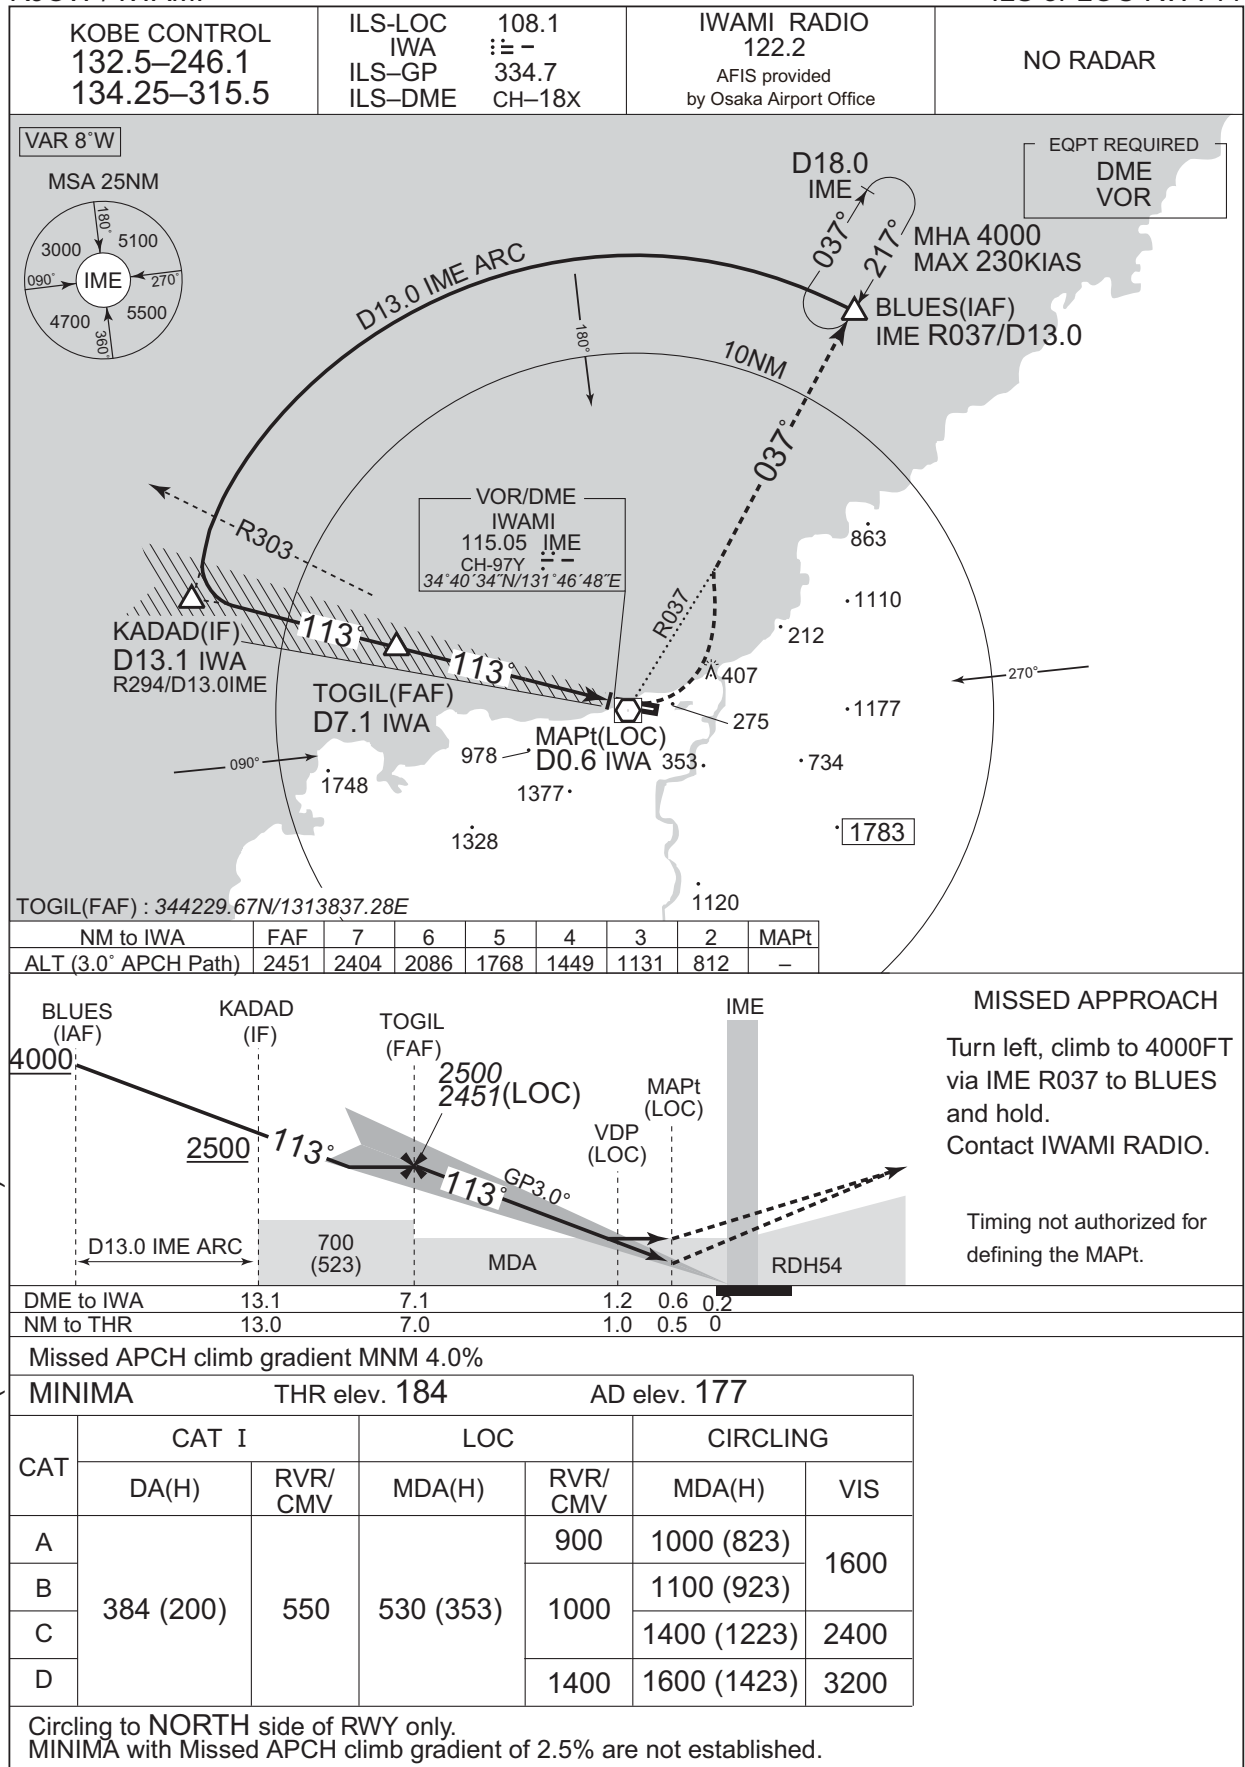 KOBE CONTROL
132.5–246.1
134.25–315.5
ILS-LOC 108.1
IWA
ILS–GP 334.7
ILS–DME CH–18X
IWAMI RADIO
122.2
AFIS provided
by Osaka Airport Office
NO RADAR
VAR 8°W
MSA 25NM
180°
3000
5100
090°
IME
270°
4700
5500
360°
EQPT REQUIRED
DME
VOR
D18.0
IME
037°
217°
MHA 4000
MAX 230KIAS
BLUES(IAF)
IME R037/D13.0
D13.0 IME ARC
180°
10NM
037°
VOR/DME
IWAMI
115.05 IME
CH-97Y
34°40´34˝N/131°46´48˝E
R303
R037
863
1110
212
407
275
270°
1177
KADAD(IF)
D13.1 IWA
R294/D13.0IME
113°
113°
TOGIL(FAF)
D7.1 IWA
MAPt(LOC)
D0.6 IWA
353
734
978
090°
1748
1377
1328
1783
1120
TOGIL(FAF) : 344229.67N/1313837.28E
NM to IWA FAF 7 6 5 4 3 2 MAPt
ALT (3.0° APCH Path) 2451 2404 2086 1768 1449 1131 812 –
BLUES
(IAF)
KADAD
(IF)
TOGIL
(FAF)
IME
4000
2500
2451(LOC)
MAPt
(LOC)
VDP
(LOC)
2500
113°
113°
GP3.0°
D13.0 IME ARC
700
(523)
MDA
RDH54
MISSED APPROACH
Turn left, climb to 4000FT
via IME R037 to BLUES
and hold.
Contact IWAMI RADIO.
Timing not authorized for
defining the MAPt.
DME to IWA 13.1 7.1 1.2 0.6 0.2
NM to THR 13.0 7.0 1.0 0.5 0
Missed APCH climb gradient MNM 4.0%
MINIMA THR elev. 184 AD elev. 177
CAT
CAT I
LOC
CIRCLING
DA(H)
RVR/
CMV
MDA(H)
RVR/
CMV
MDA(H)
VIS
A 900 1000 (823) 1600
B 1100 (923)
384 (200) 550 530 (353) 1000
C 1400 (1223) 2400
D 1400 1600 (1423) 3200
Circling to NORTH side of RWY only.
MINIMA with Missed APCH climb gradient of 2.5% are not established.